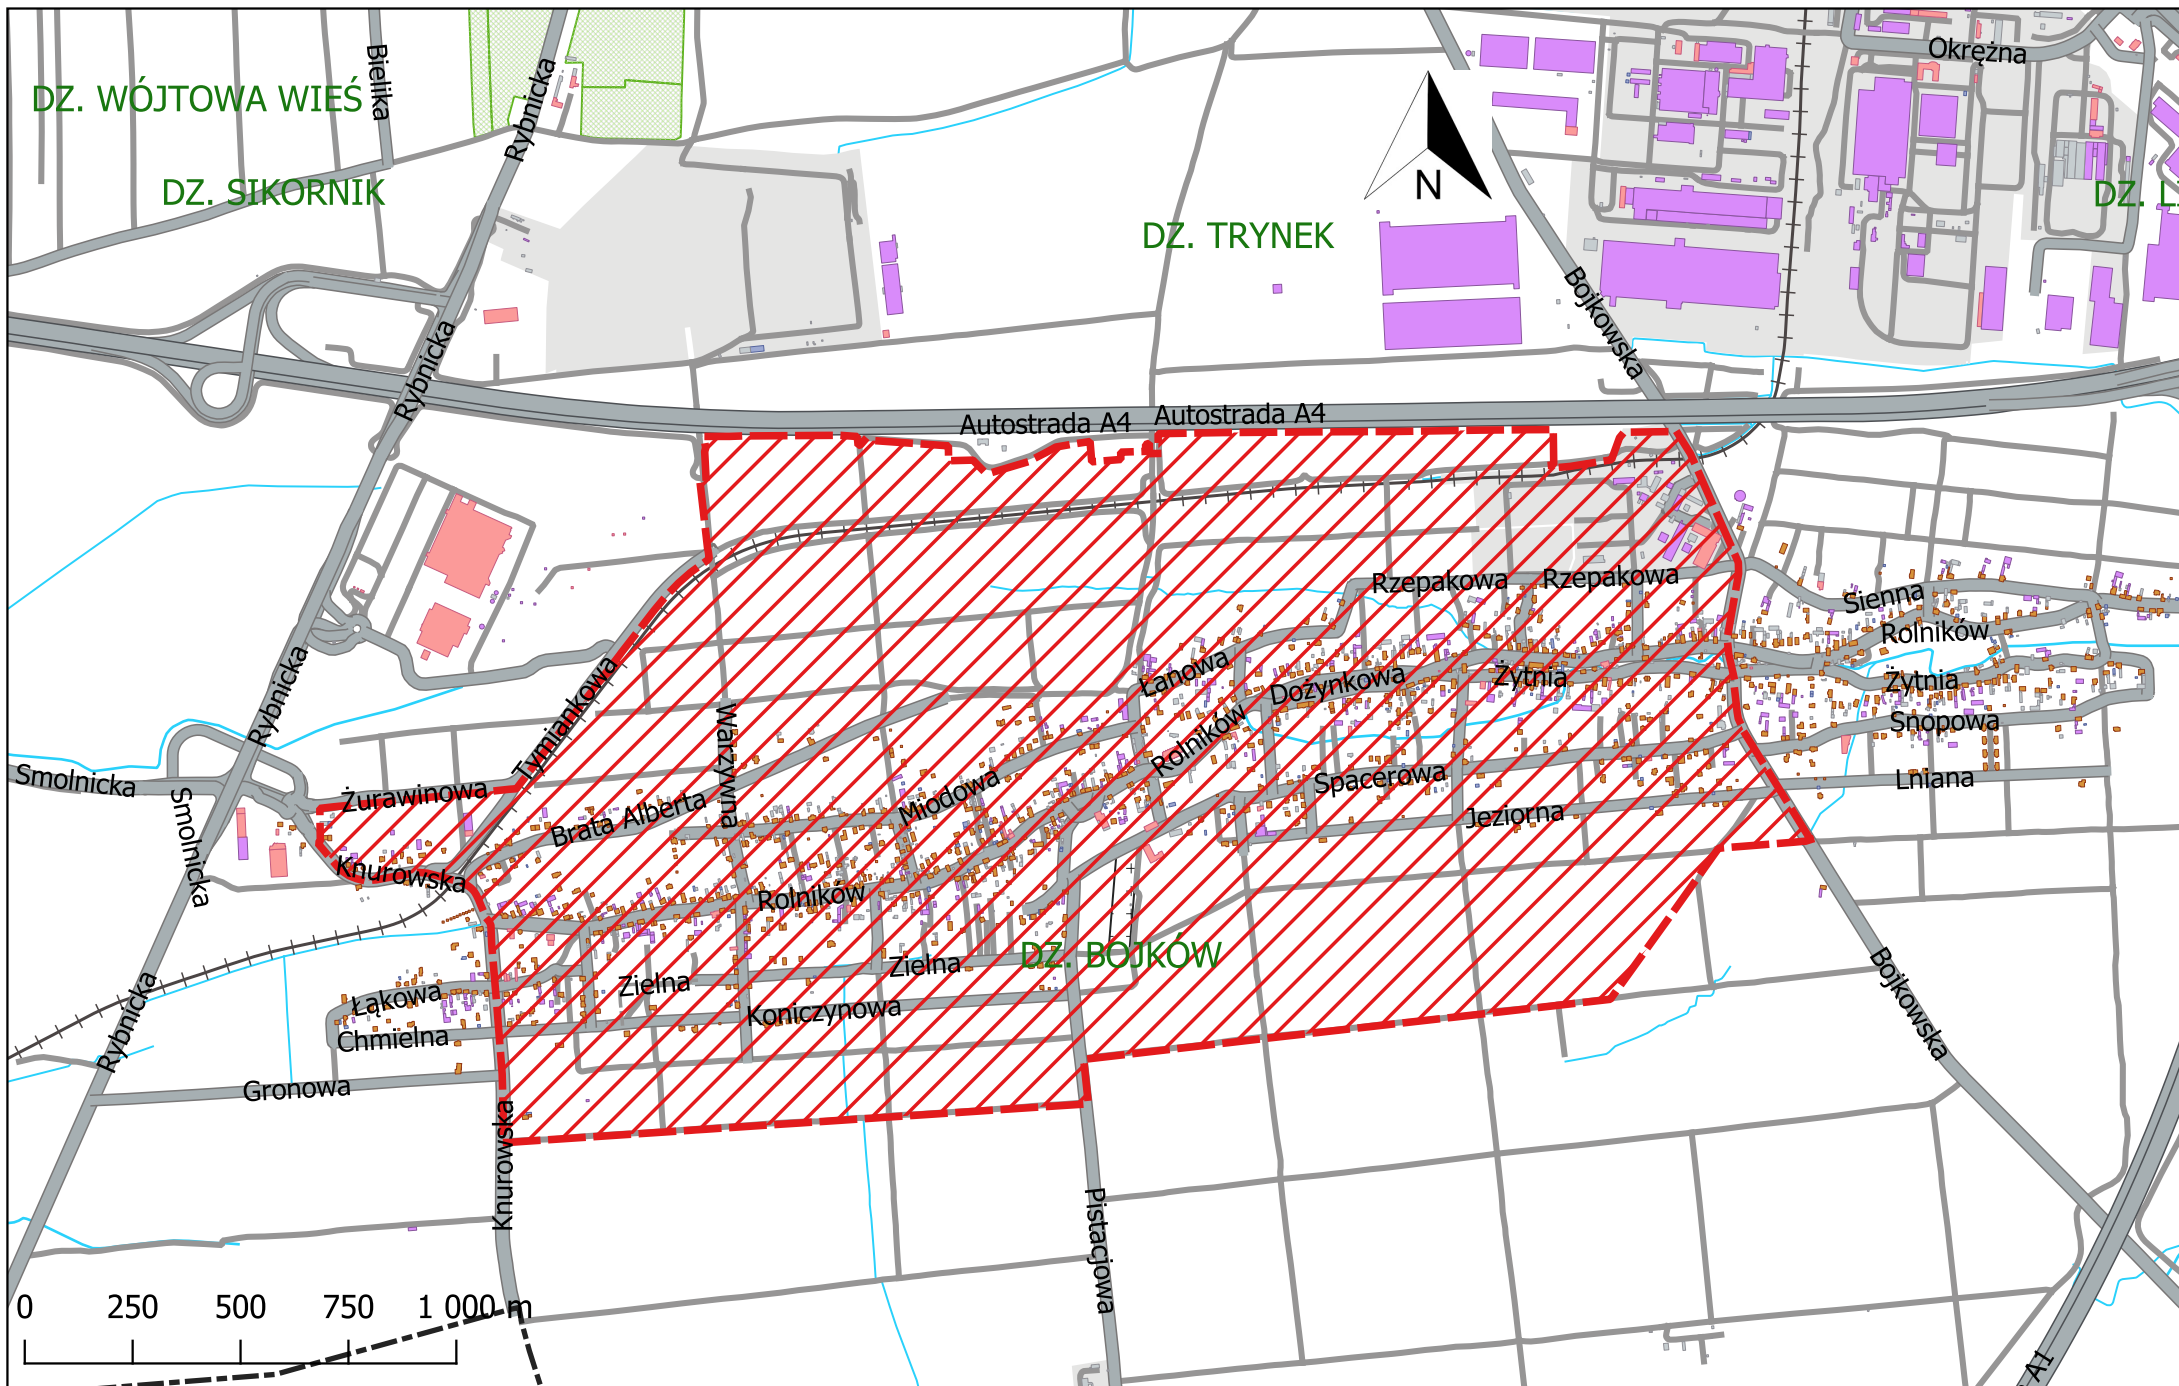 Okrężna
Bielika
Rybnicka
DZ. WÓJTOWA WIEŚ
DZ. SIKORNIK
N
DZ. TRYNEK
Bojkowska
Rybnicka
Autostrada A4
Autostrada A4
Rzepakowa
Rzepakowa
Sienna
Rolników
Lanowa
Dożynkowa
Żytnia
Żytnia
Rybnicka
Tymiankowa
Warzywna
Rolników
Snopowa
Smolnicka
Smolnicka
Żurawinowa
Brata Alberta
Miodowa
Spacerowa
Jeziorna
Lniana
Knurowska
Rolników
DZ. BOJKÓW
Zielna
Zielna
Łąkowa
Koniczynowa
Chmielna
Rybnicka
Gronowa
Bojkowska
Knurowska
Pistacjowa
0 250 500 750 1 000 m
A1